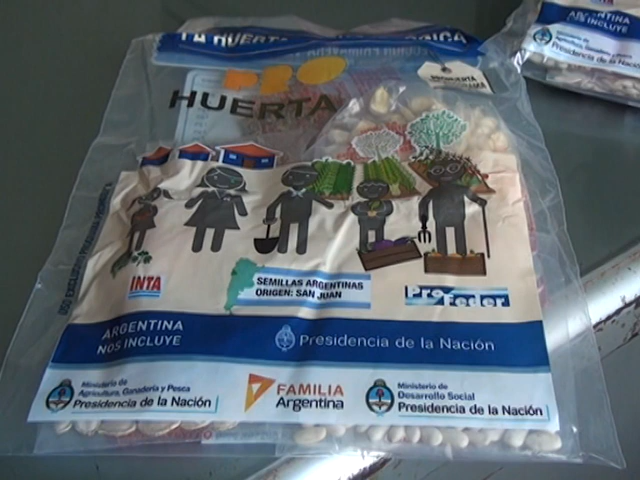 LA HUERTA
PRO
HUERTA
PROHUERTA
INTA
SEMILLAS ARGENTINAS
ORIGEN: SAN JUAN
Pro Feder
ARGENTINA
NOS INCLUYE
Presidencia de la Nación
Ministerio de
Agricultura, Ganadería y Pesca
Presidencia de la Nación
FAMILIA
Argentina
Ministerio de
Desarrollo Social
Presidencia de la Nación
ARGENTINA
NOS INCLUYE
Presidencia de la Nación